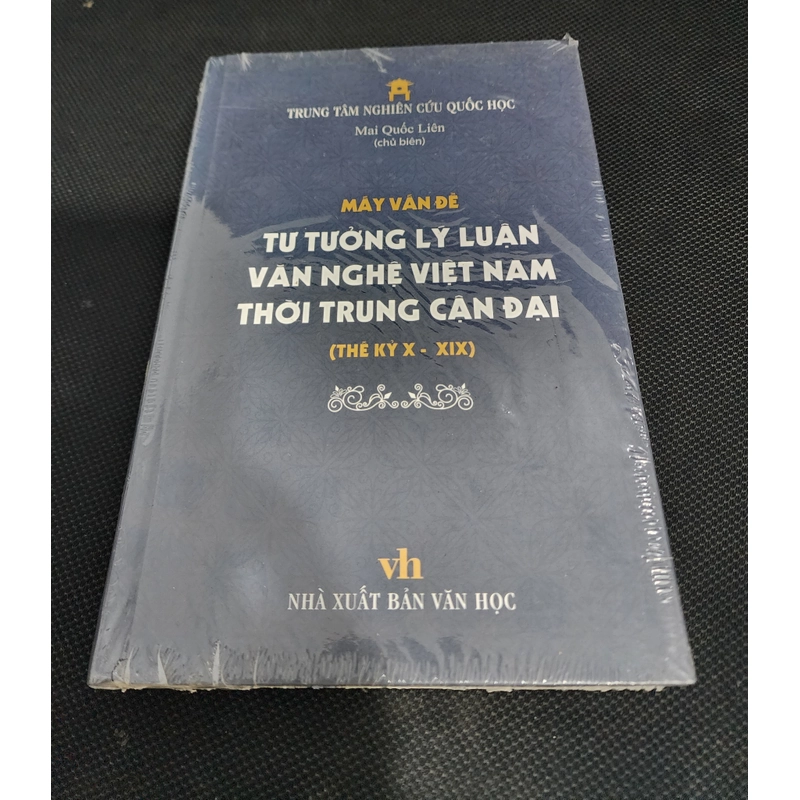 TRUNG TÂM NGHIÊN CỨU QUỐC HỌC
Mai Quốc Liên
(chủ biên)
MẤY VẤN ĐỀ
TƯ TƯỞNG LÝ LUẬN
VĂN NGHỆ VIỆT NAM
THỜI TRUNG CẬN ĐẠI
(THẾ KỶ X - XIX)
vh
NHÀ XUẤT BẢN VĂN HỌC